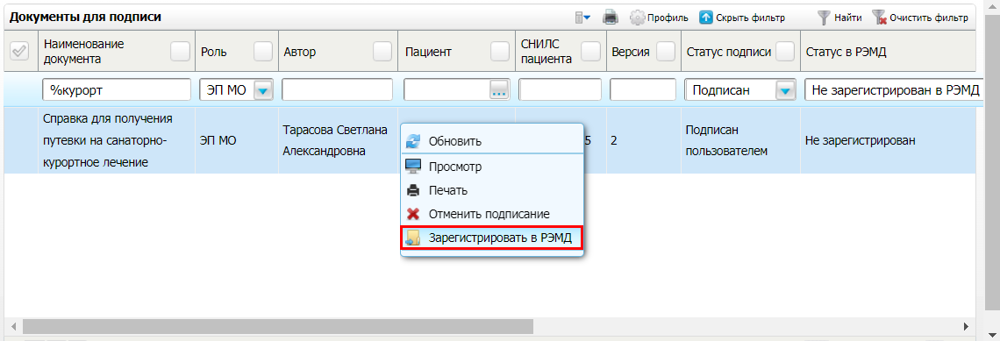 Документы для подписи
Профиль
Скрыть фильтр
Найти
Очистить фильтр
Наименование
документа
Роль
Автор
Пациент
СНИЛС
пациента
Версия
Статус подписи
Статус в РЭМД
%курорт
ЭП МО
...
Подписан
Не зарегистрирован в РЭМД
Справка для получения
путевки на санаторно-
курортное лечение
ЭП МО
Тарасова Светлана
Александровна
5
2
Подписан
пользователем
Не зарегистрирован
Обновить
Просмотр
Печать
Отменить подписание
Зарегистрировать в РЭМД